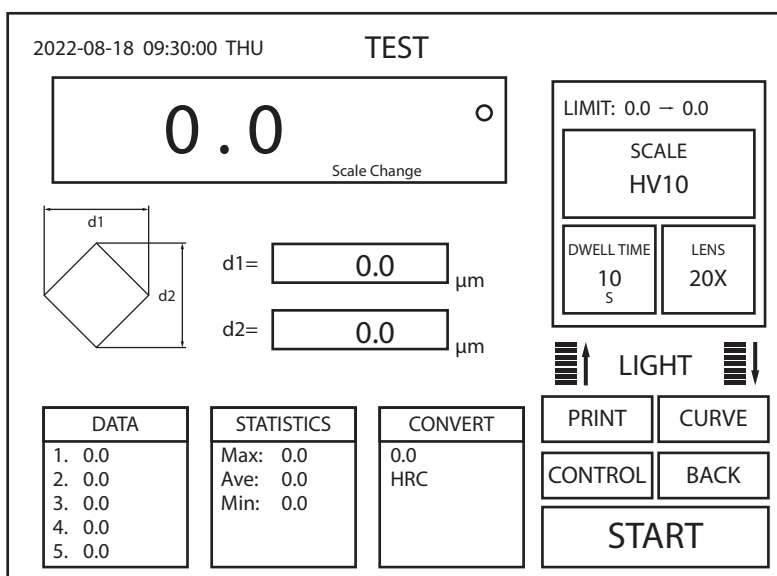 2022-08-18 09:30:00 THU
TEST
0.0
Scale Change
LIMIT: 0.0 → 0.0
SCALE
HV10
DWELL TIME
10
S
LENS
20X
d1
d2
d1= 0.0 µm
d2= 0.0 µm
LIGHT
DATA
1. 0.0
2. 0.0
3. 0.0
4. 0.0
5. 0.0
STATISTICS
Max: 0.0
Ave: 0.0
Min: 0.0
CONVERT
0.0
HRC
PRINT
CURVE
CONTROL
BACK
START